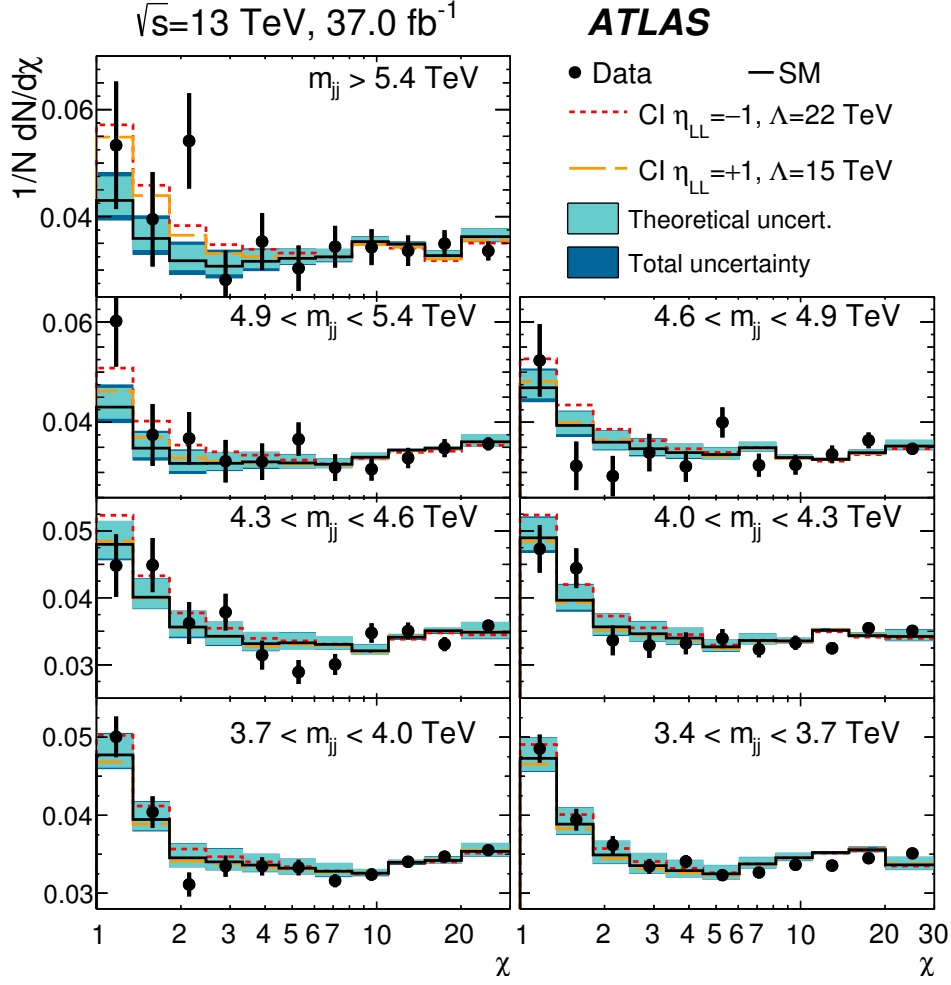 √s=13 TeV, 37.0 fb⁻¹
ATLAS
1/N dN/dχ
m_jj > 5.4 TeV
0.06
0.04
Data
SM
CI η_LL=−1, Λ=22 TeV
CI η_LL=+1, Λ=15 TeV
Theoretical uncert.
Total uncertainty
4.9 < m_jj < 5.4 TeV
0.06
0.04
4.6 < m_jj < 4.9 TeV
4.3 < m_jj < 4.6 TeV
0.05
0.04
0.03
4.0 < m_jj < 4.3 TeV
3.7 < m_jj < 4.0 TeV
0.05
0.04
0.03
3.4 < m_jj < 3.7 TeV
1 2 3 4 5 6 7 10 20
1 2 3 4 5 6 7 10 20 30
χ
χ